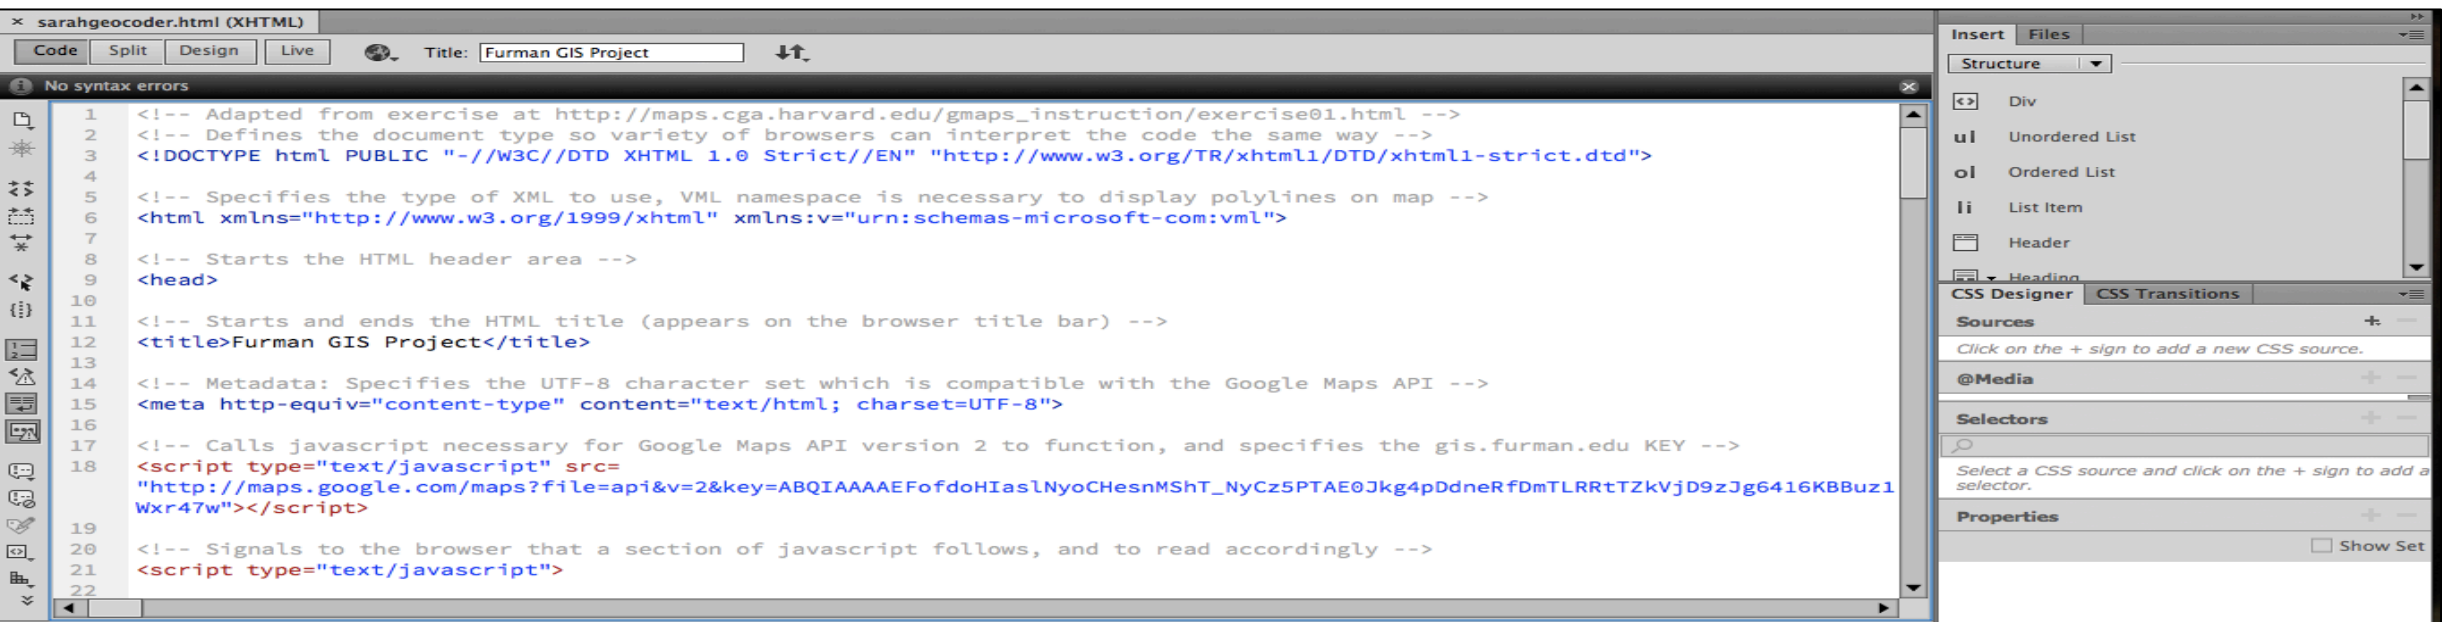 × sarahgeocoder.html (XHTML)
Code Split Design Live Title: Furman GIS Project
No syntax errors
1 <!-- Adapted from exercise at http://maps.cga.harvard.edu/gmaps_instruction/exercise01.html -->
2 <!-- Defines the document type so variety of browsers can interpret the code the same way -->
3 <!DOCTYPE html PUBLIC "-//W3C//DTD XHTML 1.0 Strict//EN" "http://www.w3.org/TR/xhtml1/DTD/xhtml1-strict.dtd">
4
5 <!-- Specifies the type of XML to use, VML namespace is necessary to display polylines on map -->
6 <html xmlns="http://www.w3.org/1999/xhtml" xmlns:v="urn:schemas-microsoft-com:vml">
7
8 <!-- Starts the HTML header area -->
9 <head>
10
11 <!-- Starts and ends the HTML title (appears on the browser title bar) -->
12 <title>Furman GIS Project</title>
13
14 <!-- Metadata: Specifies the UTF-8 character set which is compatible with the Google Maps API -->
15 <meta http-equiv="content-type" content="text/html; charset=UTF-8">
16
17 <!-- Calls javascript necessary for Google Maps API version 2 to function, and specifies the gis.furman.edu KEY -->
18 <script type="text/javascript" src=
"http://maps.google.com/maps?file=api&v=2&key=ABQIAAAAEFofdoHIaslNyoCHesnMShT_NyCz5PTAE0Jkg4pDdneRfDmTLRRtTZkVjD9zJg6416KBBuz1
Wxr47w"></script>
19
20 <!-- Signals to the browser that a section of javascript follows, and to read accordingly -->
21 <script type="text/javascript">
22
Insert Files
Structure
Div
ul Unordered List
ol Ordered List
li List Item
Header
Heading
CSS Designer CSS Transitions
Sources
Click on the + sign to add a new CSS source.
@Media
Selectors
Select a CSS source and click on the + sign to add a
selector.
Properties
Show Set